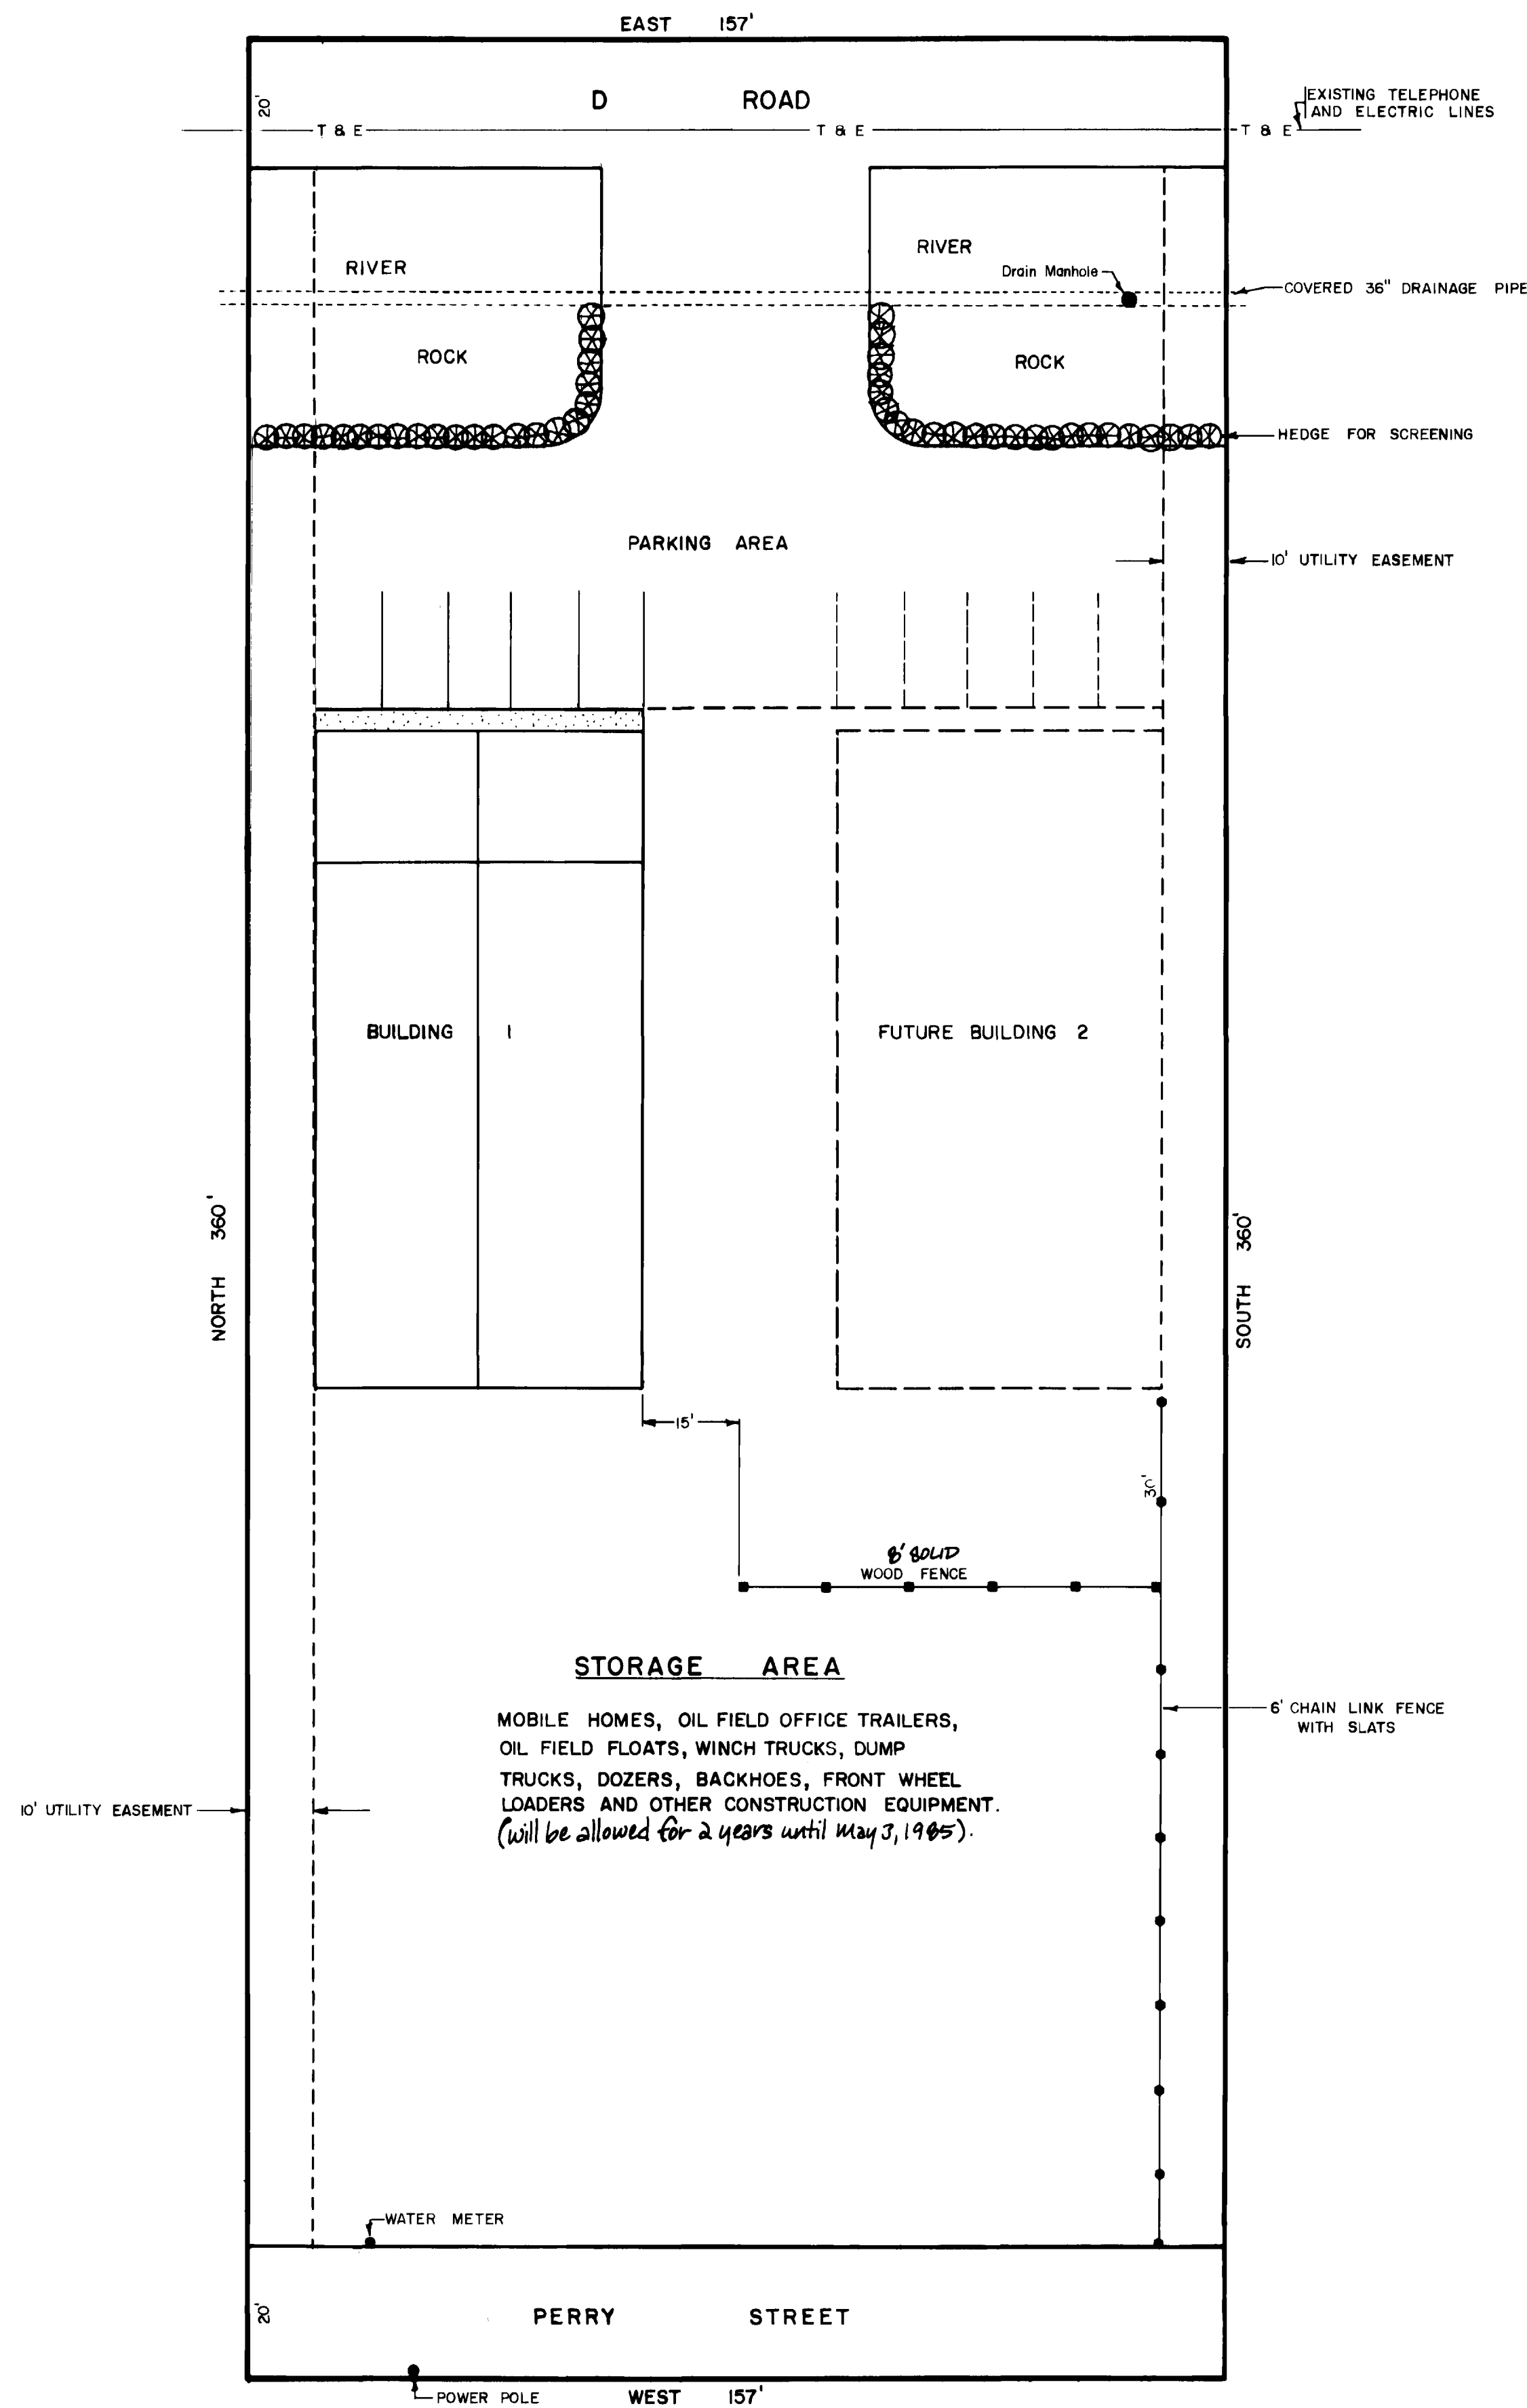 EAST 157'
20'
D ROAD
EXISTING TELEPHONE
AND ELECTRIC LINES
T & E T & E T & E
RIVER
RIVER
Drain Manhole
COVERED 36" DRAINAGE PIPE
ROCK
ROCK
HEDGE FOR SCREENING
PARKING AREA
10' UTILITY EASEMENT
BUILDING 1
FUTURE BUILDING 2
NORTH 360'
SOUTH 360'
15'
30'
8' SOLID
WOOD FENCE
STORAGE AREA
MOBILE HOMES, OIL FIELD OFFICE TRAILERS,
OIL FIELD FLOATS, WINCH TRUCKS, DUMP
TRUCKS, DOZERS, BACKHOES, FRONT WHEEL
LOADERS AND OTHER CONSTRUCTION EQUIPMENT.
(will be allowed for 2 years until May 3, 1985).
6' CHAIN LINK FENCE
WITH SLATS
10' UTILITY EASEMENT
WATER METER
20'
PERRY STREET
POWER POLE
WEST 157'